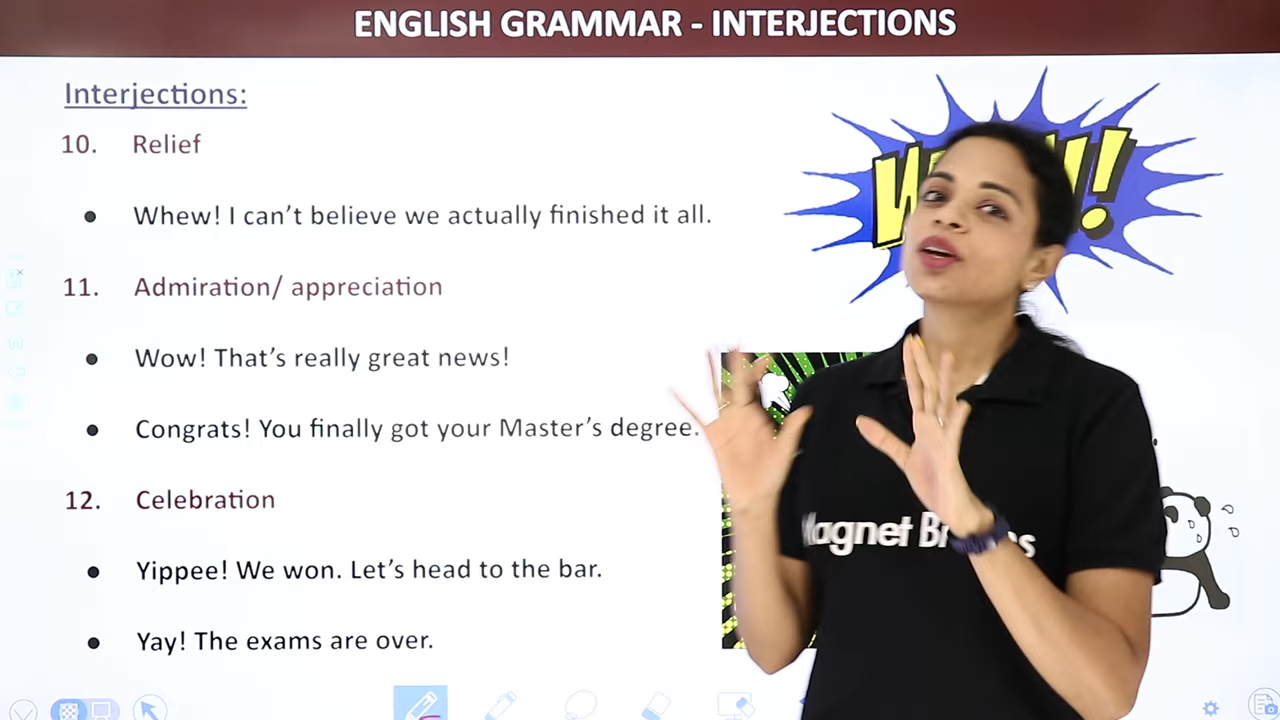 ENGLISH GRAMMAR - INTERJECTIONS
Interjections:
10. Relief
● Whew! I can’t believe we actually finished it all.
11. Admiration/ appreciation
● Wow! That’s really great news!
● Congrats! You finally got your Master’s degree.
12. Celebration
● Yippee! We won. Let’s head to the bar.
● Yay! The exams are over.